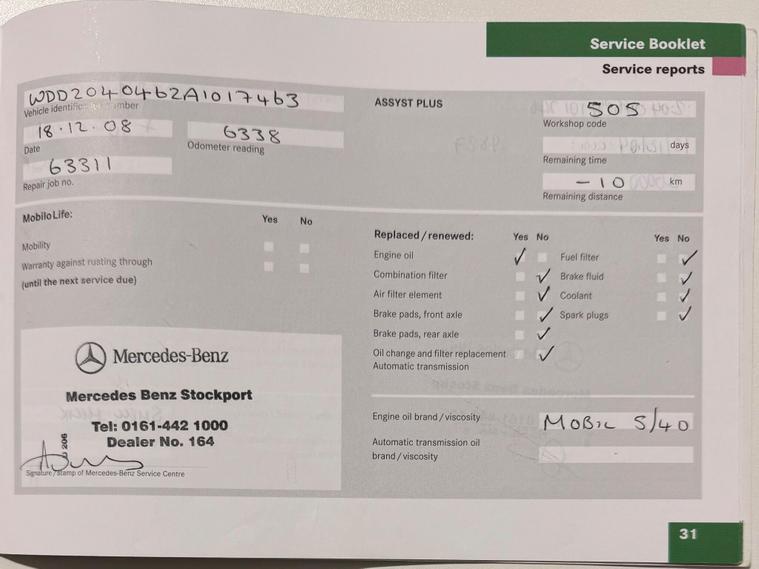 Service Booklet
Service reports
WDD2040462A1017463
Vehicle identification number
18.12.08
Date
6338
Odometer reading
63311
Repair job no.
ASSYST PLUS
505
Workshop code
days
Remaining time
-10 km
Remaining distance
MobiloLife: Yes No
Mobility
Warranty against rusting through
(until the next service due)
Replaced/renewed: Yes No Yes No
Engine oil ✓ Fuel filter ✓
Combination filter ✓ Brake fluid ✓
Air filter element ✓ Coolant ✓
Brake pads, front axle ✓ Spark plugs ✓
Brake pads, rear axle ✓
Oil change and filter replacement ✓
Automatic transmission
Mercedes-Benz
Mercedes Benz Stockport
Tel: 0161-442 1000
Dealer No. 164
206
Signature/Stamp of Mercedes-Benz Service Centre
Engine oil brand/viscosity MOBIL 5/40
Automatic transmission oil
brand/viscosity
31